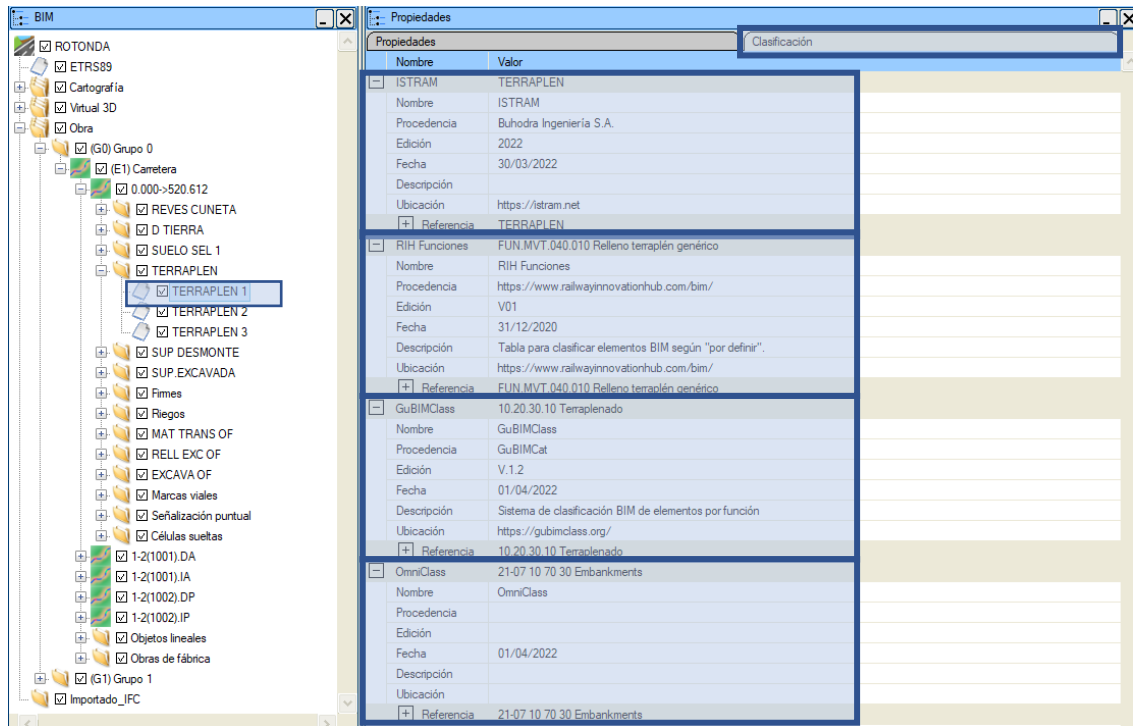 BIM
ROTONDA
ETRS89
Cartografía
Virtual 3D
Obra
(G0) Grupo 0
(E1) Carretera
0.000->520.612
REVES CUNETA
D TIERRA
SUELO SEL 1
TERRAPLEN
TERRAPLEN 1
TERRAPLEN 2
TERRAPLEN 3
SUP DESMONTE
SUP.EXCAVADA
Firmes
Riegos
MAT TRANS OF
RELL EXC OF
EXCAVA OF
Marcas viales
Señalización puntual
Células sueltas
1-2(1001).DA
1-2(1001).IA
1-2(1002).DP
1-2(1002).IP
Objetos lineales
Obras de fábrica
(G1) Grupo 1
Importado_IFC
Propiedades
Propiedades Clasificación
Nombre Valor
ISTRAM TERRAPLEN
Nombre ISTRAM
Procedencia Buhodra Ingeniería S.A.
Edición 2022
Fecha 30/03/2022
Descripción
Ubicación https://istram.net
Referencia TERRAPLEN
RIH Funciones FUN.MVT.040.010 Relleno terraplén genérico
Nombre RIH Funciones
Procedencia https://www.railwayinnovationhub.com/bim/
Edición V01
Fecha 31/12/2020
Descripción Tabla para clasificar elementos BIM según "por definir".
Ubicación https://www.railwayinnovationhub.com/bim/
Referencia FUN.MVT.040.010 Relleno terraplén genérico
GuBIMClass 10.20.30.10 Terraplenado
Nombre GuBIMClass
Procedencia GuBIMCat
Edición V.1.2
Fecha 01/04/2022
Descripción Sistema de clasificación BIM de elementos por función
Ubicación https://gubimclass.org/
Referencia 10.20.30.10 Terraplenado
OmniClass 21-07 10 70 30 Embankments
Nombre OmniClass
Procedencia
Edición
Fecha 01/04/2022
Descripción
Ubicación
Referencia 21-07 10 70 30 Embankments